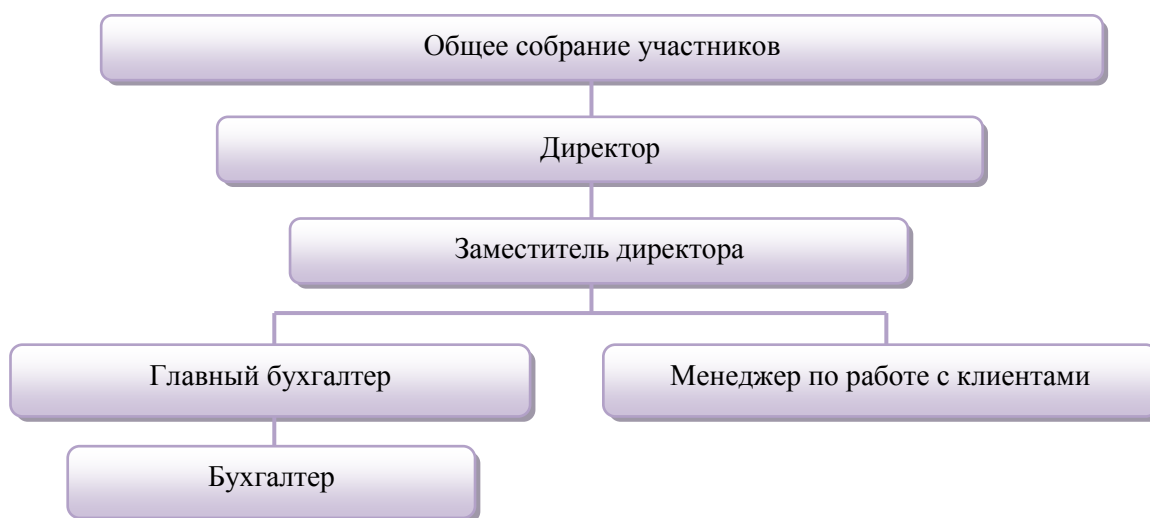 Общее собрание участников
Директор
Заместитель директора
Главный бухгалтер
Менеджер по работе с клиентами
Бухгалтер